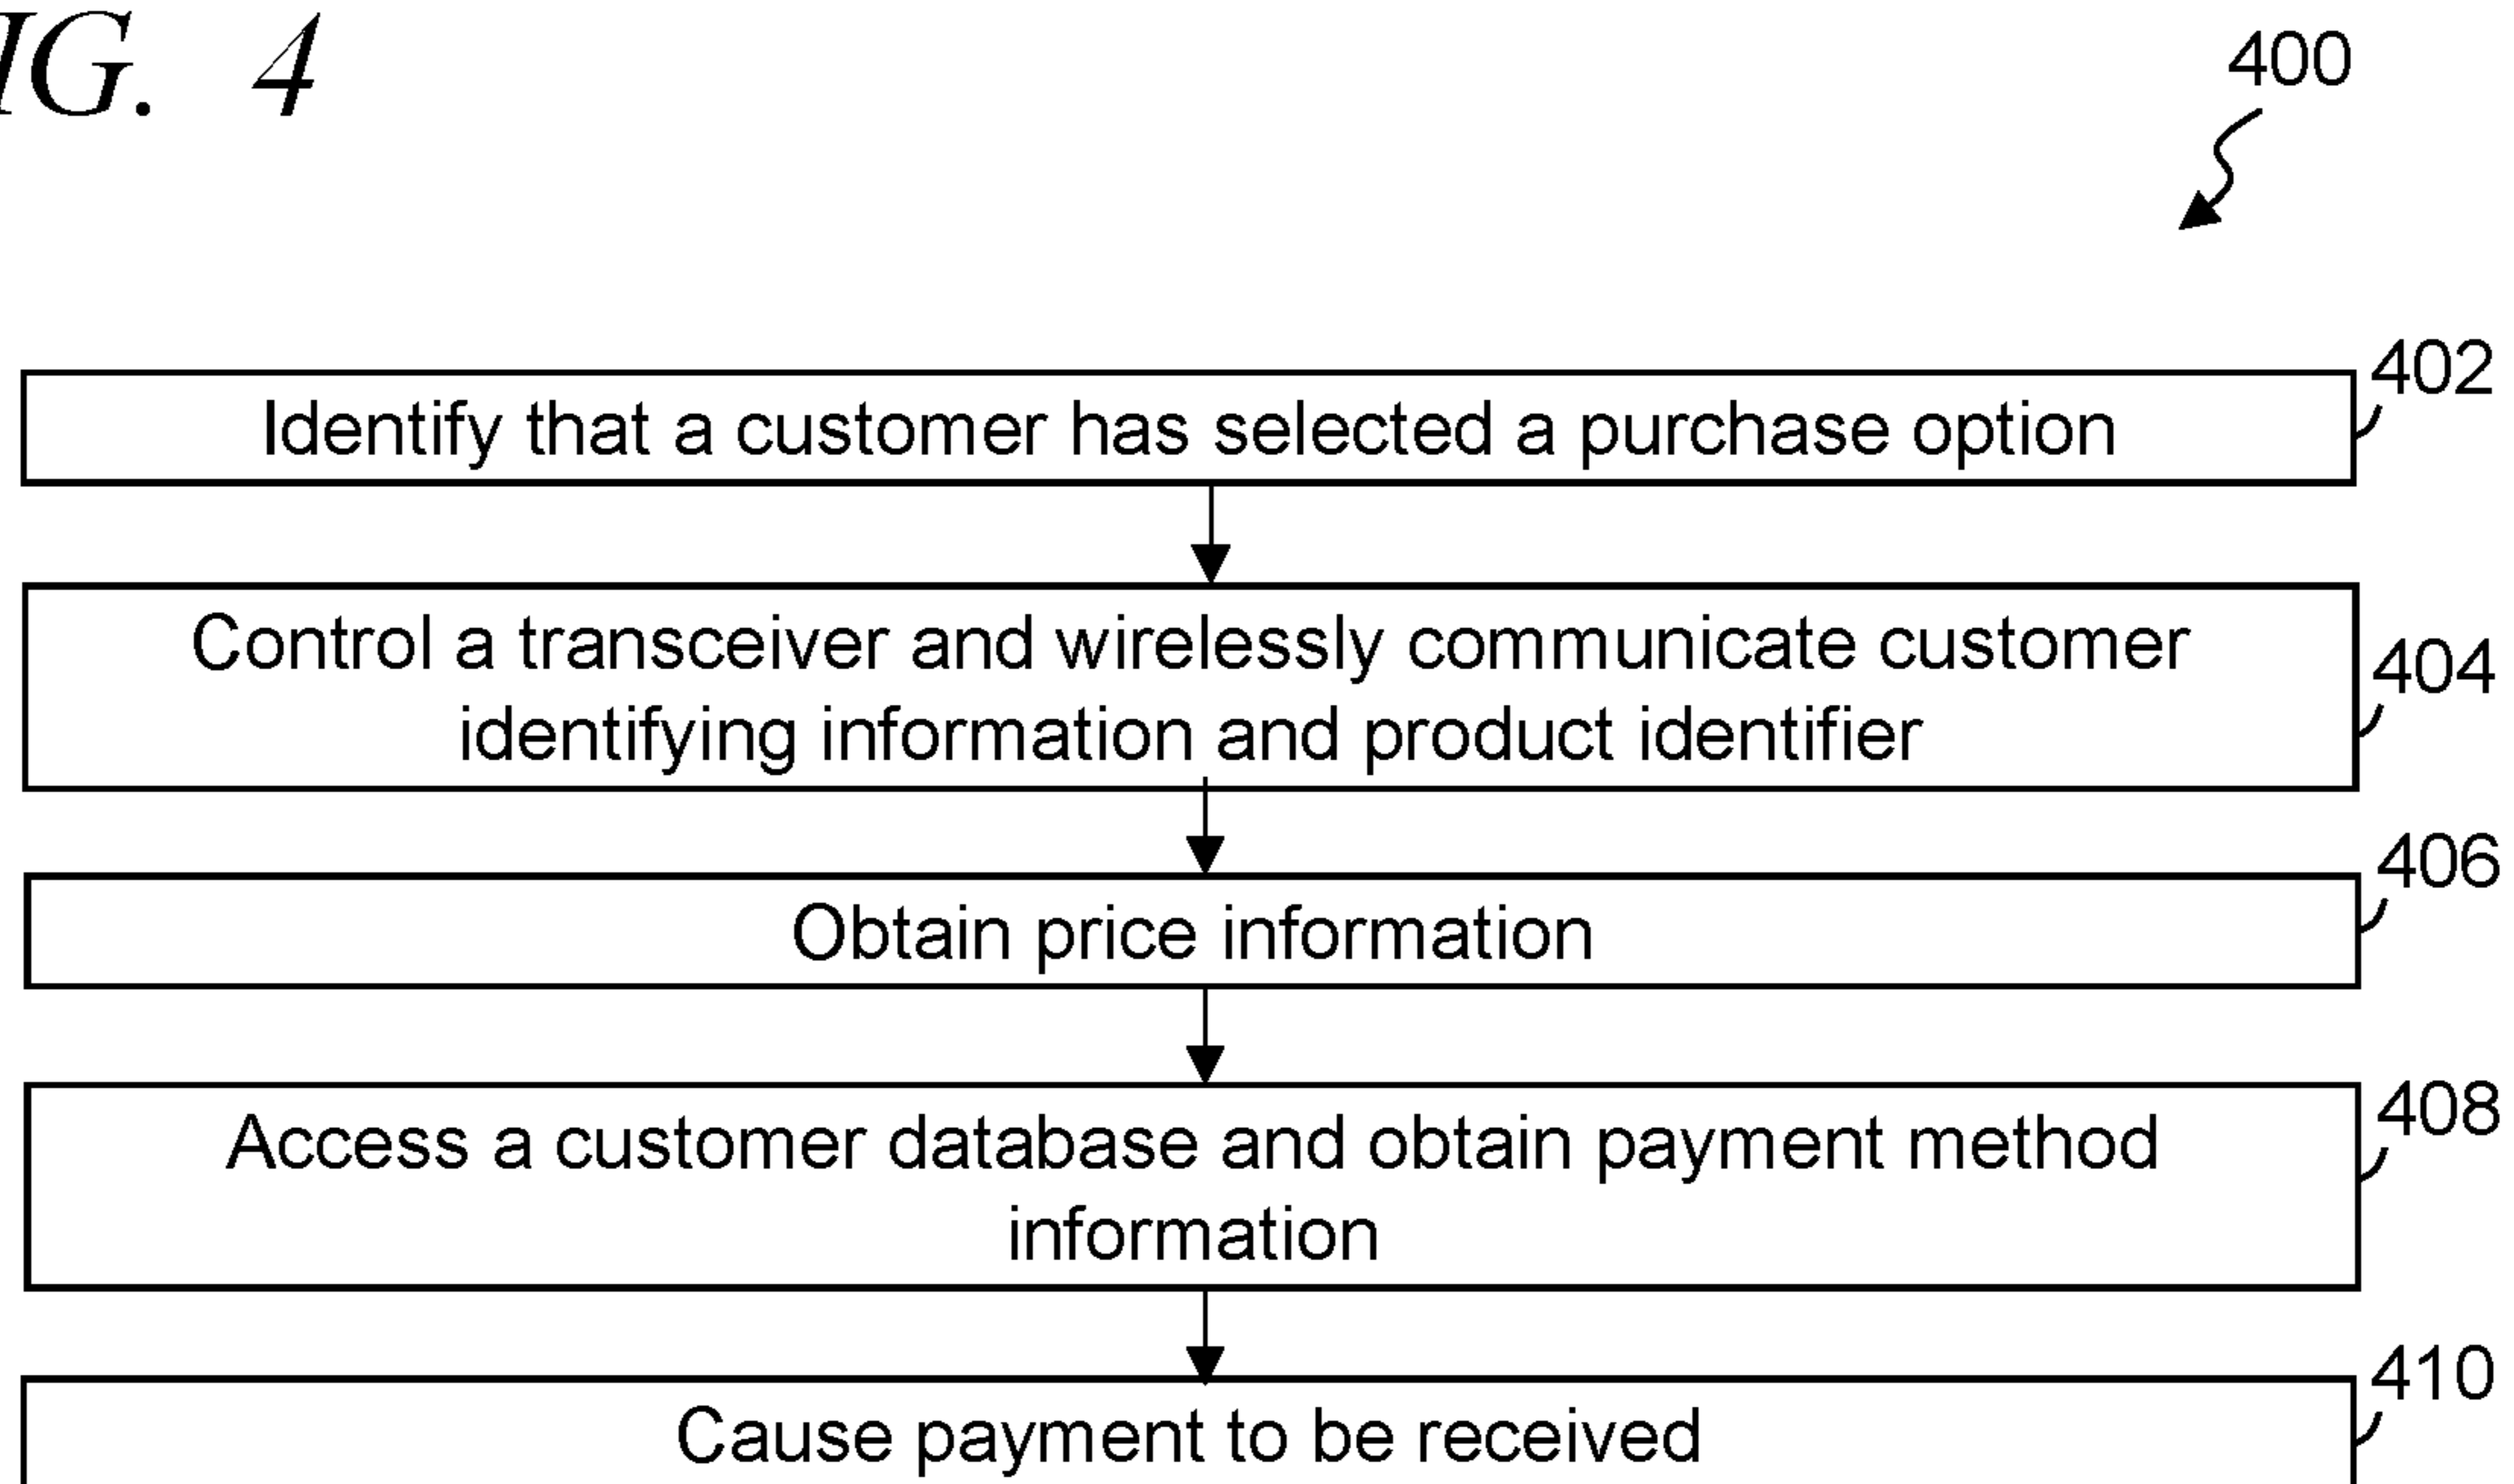 IG. 4
400
402
Identify that a customer has selected a purchase option
Control a transceiver and wirelessly communicate customer
identifying information and product identifier
404
406
Obtain price information
408
Access a customer database and obtain payment method
information
410
Cause payment to be received